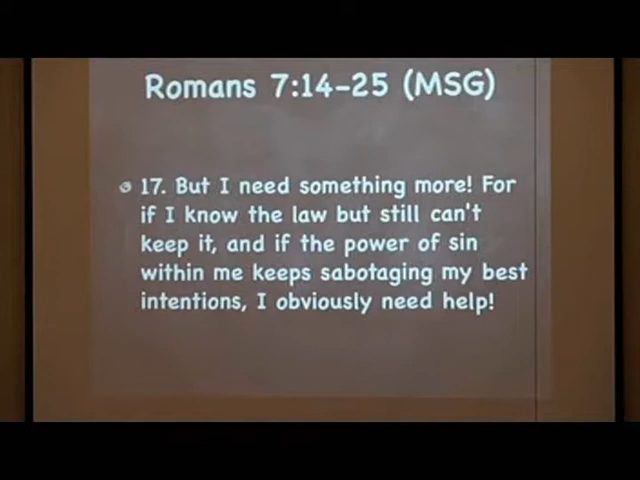 Romans 7:14-25 (MSG)
17. But I need something more! For
if I know the law but still can't
keep it, and if the power of sin
within me keeps sabotaging my best
intentions, I obviously need help!